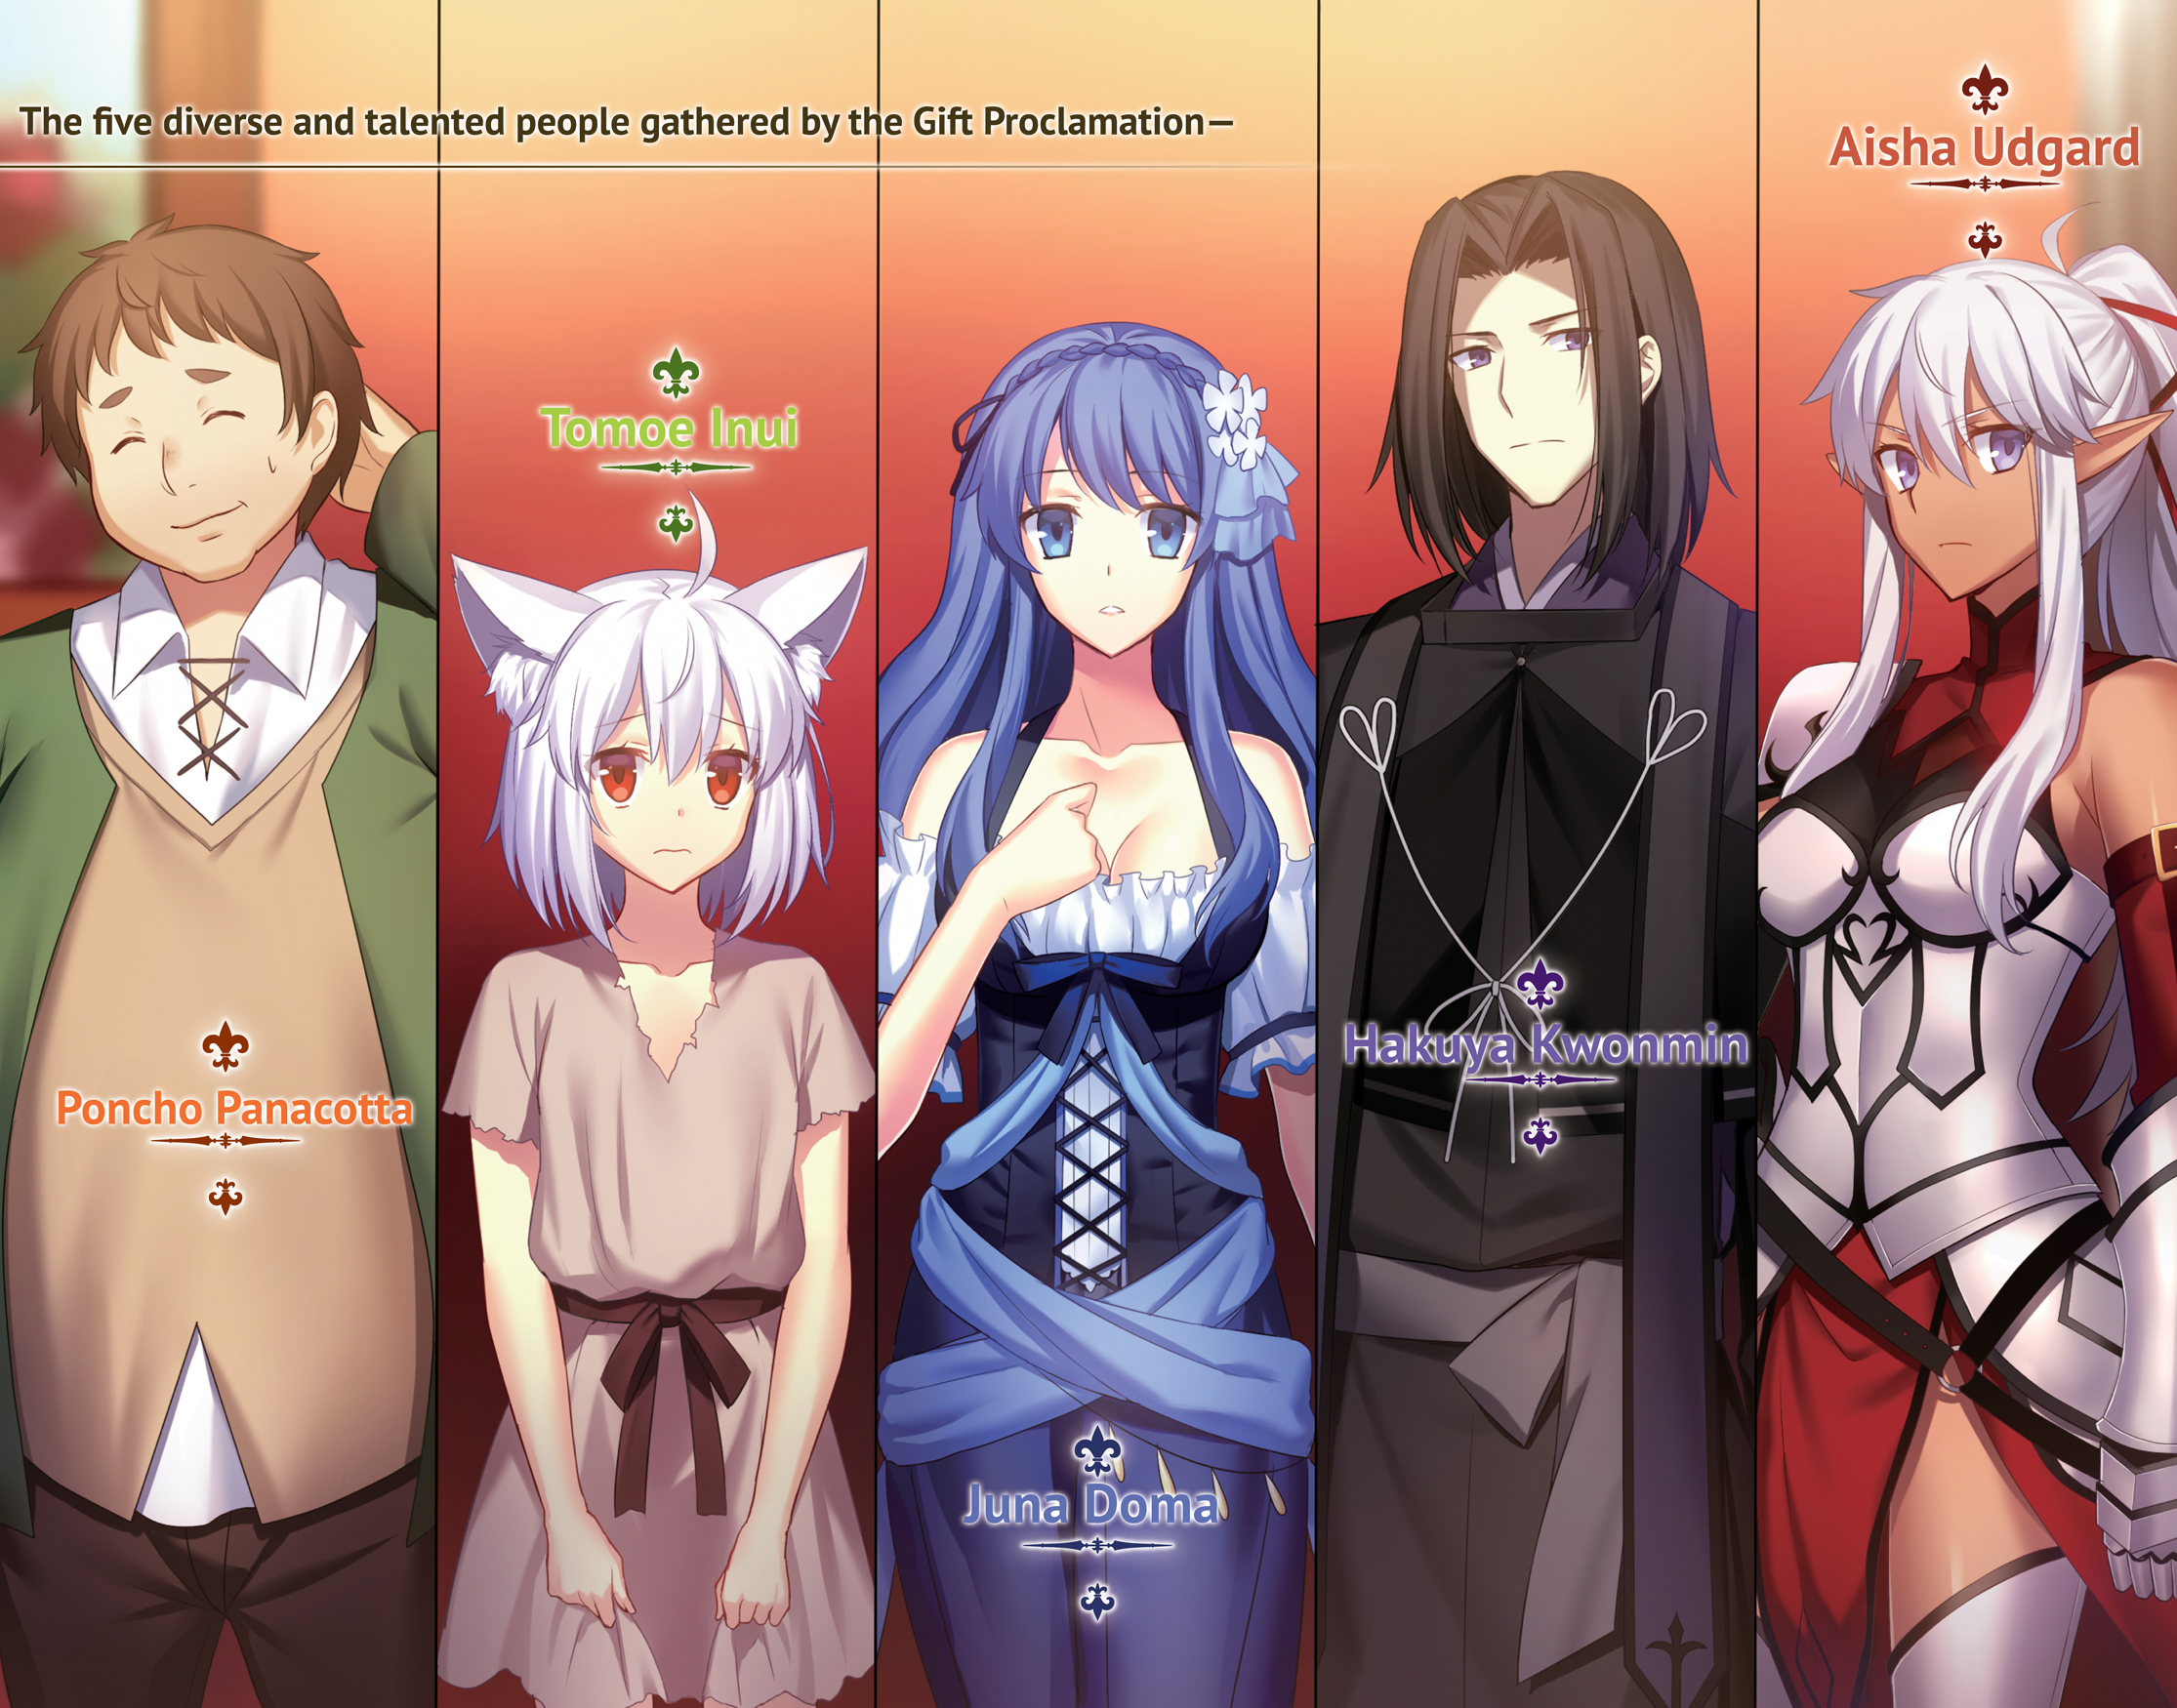 The five diverse and talented people gathered by the Gift Proclamation—
Poncho Panacotta
Tomoe Inui
Juna Doma
Hakuya Kwonmin
Aisha Udgard